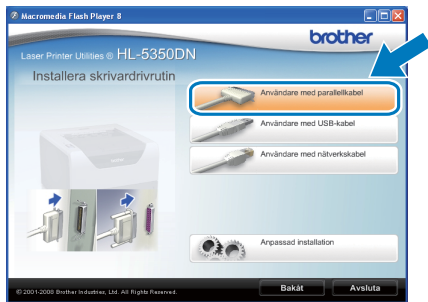 Macromedia Flash Player 8
brother
Laser Printer Utilities ® HL-5350DN
Installera skrivardrivrutin
Användare med parallellkabel
Användare med USB-kabel
Användare med nätverkskabel
Anpassad installation
© 2001-2008 Brother Industries, Ltd. All Rights Reserved.
Bakåt
Avsluta